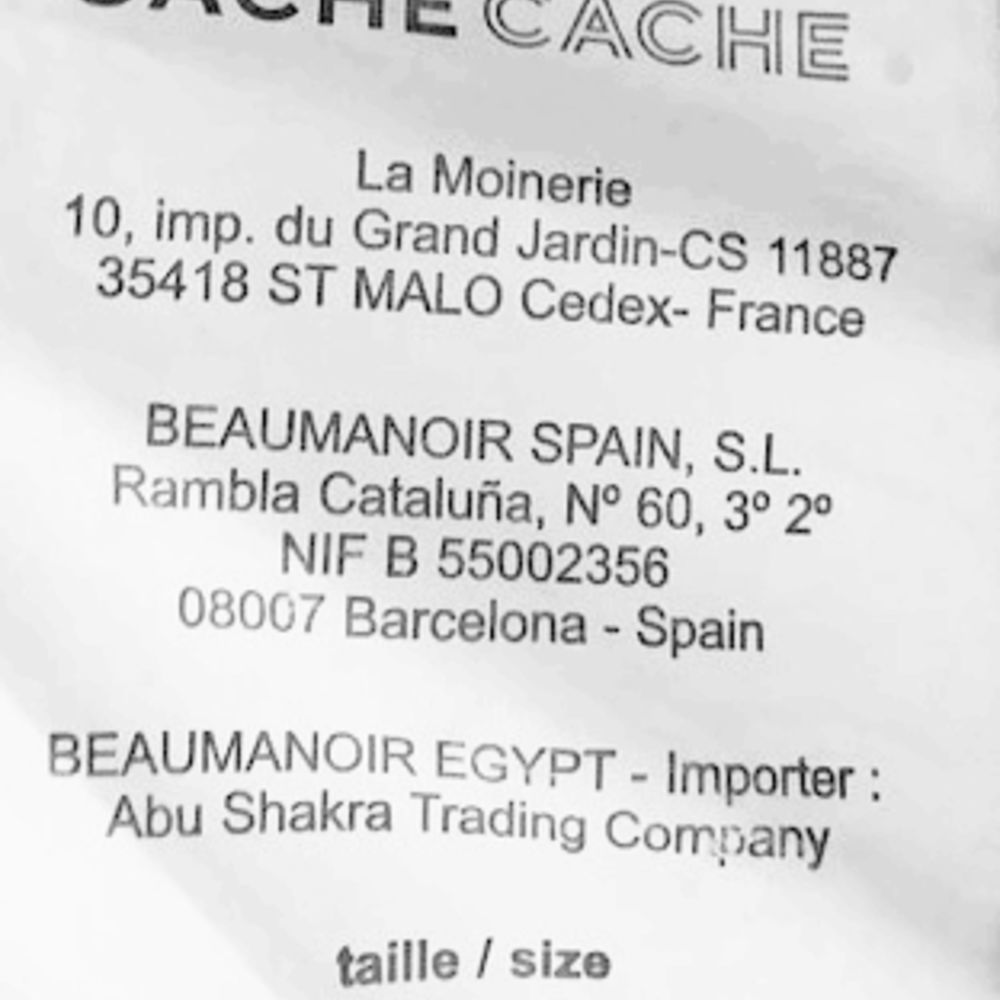 CACHE CACHE
La Moinerie
10, imp. du Grand Jardin-CS 11887
35418 ST MALO Cedex- France
BEAUMANOIR SPAIN, S.L.
Rambla Cataluña, Nº 60, 3º 2º
NIF B 55002356
08007 Barcelona - Spain
BEAUMANOIR EGYPT - Importer :
Abu Shakra Trading Company
taille / size